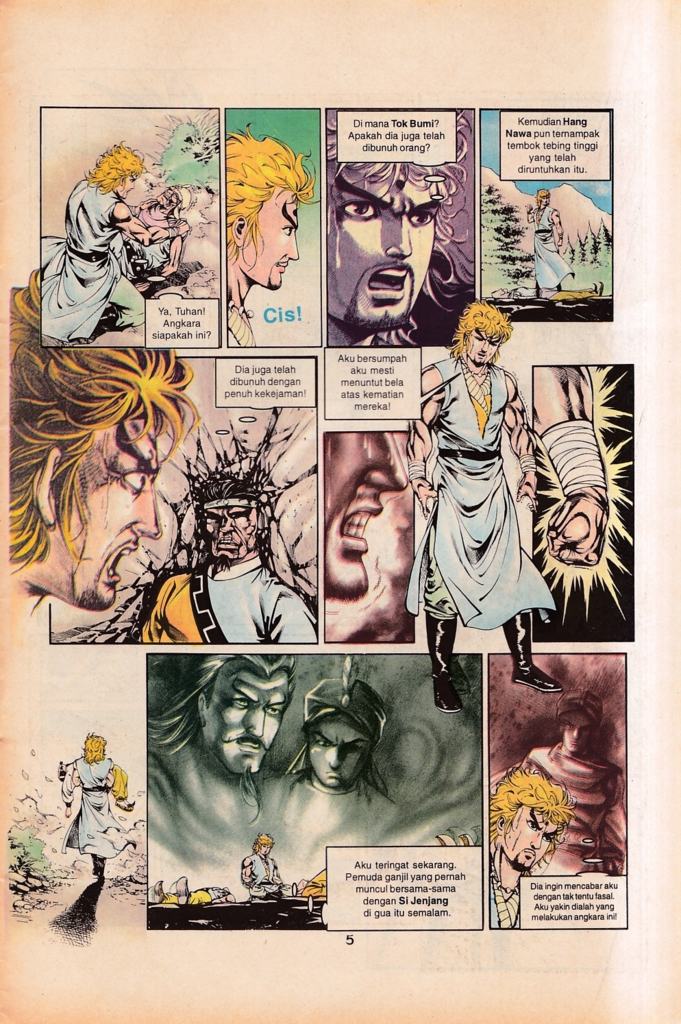 Ya, Tuhan!
Angkara
siapakah ini?
Cis!
Di mana Tok Bumi?
Apakah dia juga telah
dibunuh orang?
Kemudian Hang
Nawa pun ternampak
tembok tebing tinggi
yang telah
diruntuhkan itu.
Dia juga telah
dibunuh dengan
penuh kekejaman!
Aku bersumpah
aku mesti
menuntut bela
atas kematian
mereka!
Aku teringat sekarang.
Pemuda ganjil yang pernah
muncul bersama-sama
dengan Si Jenjang
di gua itu semalam.
Dia ingin mencabar aku
dengan tak tentu fasal.
Aku yakin dialah yang
melakukan angkara ini!
5